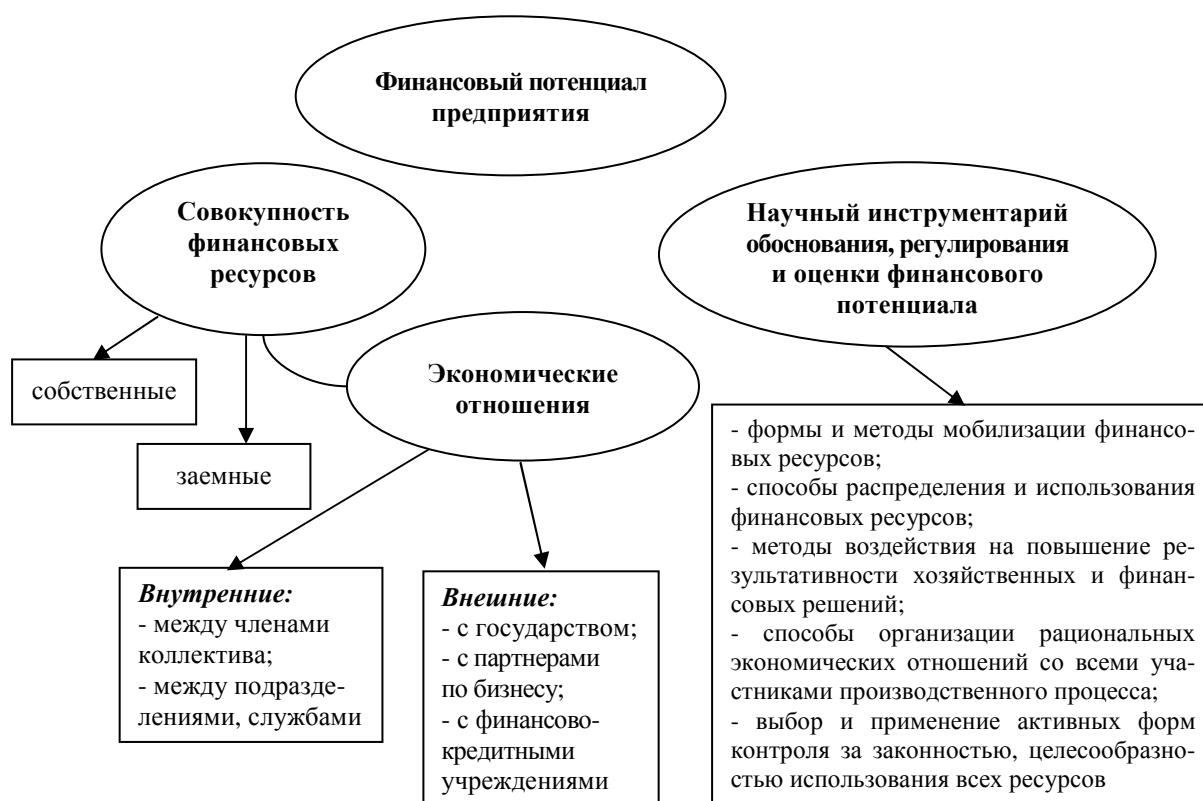 Финансовый потенциал
предприятия
Совокупность
финансовых
ресурсов
Научный инструментарий
обоснования, регулирования
и оценки финансового
потенциала
собственные
заемные
Экономические
отношения
Внутренние:
- между членами
коллектива;
- между подразде-
лениями, службами
Внешние:
- с государством;
- с партнерами
по бизнесу;
- с финансово-
кредитными
учреждениями
- формы и методы мобилизации финансо-
вых ресурсов;
- способы распределения и использования
финансовых ресурсов;
- методы воздействия на повышение ре-
зультативности хозяйственных и финан-
совых решений;
- способы организации рациональных
экономических отношений со всеми уча-
стниками производственного процесса;
- выбор и применение активных форм
контроля за законностью, целесообразно-
стью использования всех ресурсов